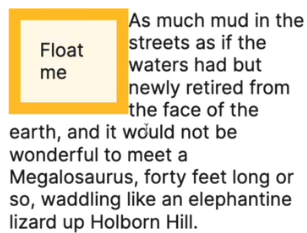 Float
me
As much mud in the
streets as if the
waters had but
newly retired from
the face of the
earth, and it would not be
wonderful to meet a
Megalosaurus, forty feet long or
so, waddling like an elephantine
lizard up Holborn Hill.